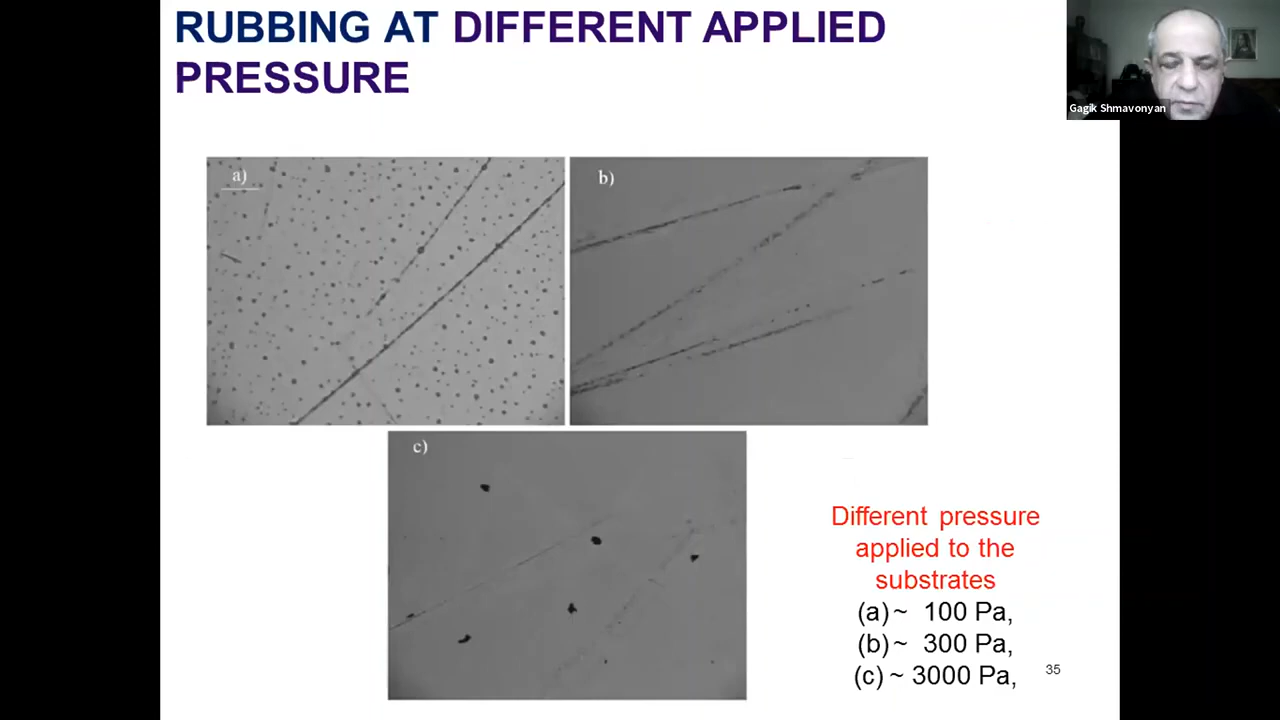 RUBBING AT DIFFERENT APPLIED
PRESSURE
Gagik Shmavonyan
a)
b)
c)
Different pressure
applied to the
substrates
(a) ~ 100 Pa,
(b) ~ 300 Pa,
(c) ~ 3000 Pa,
35